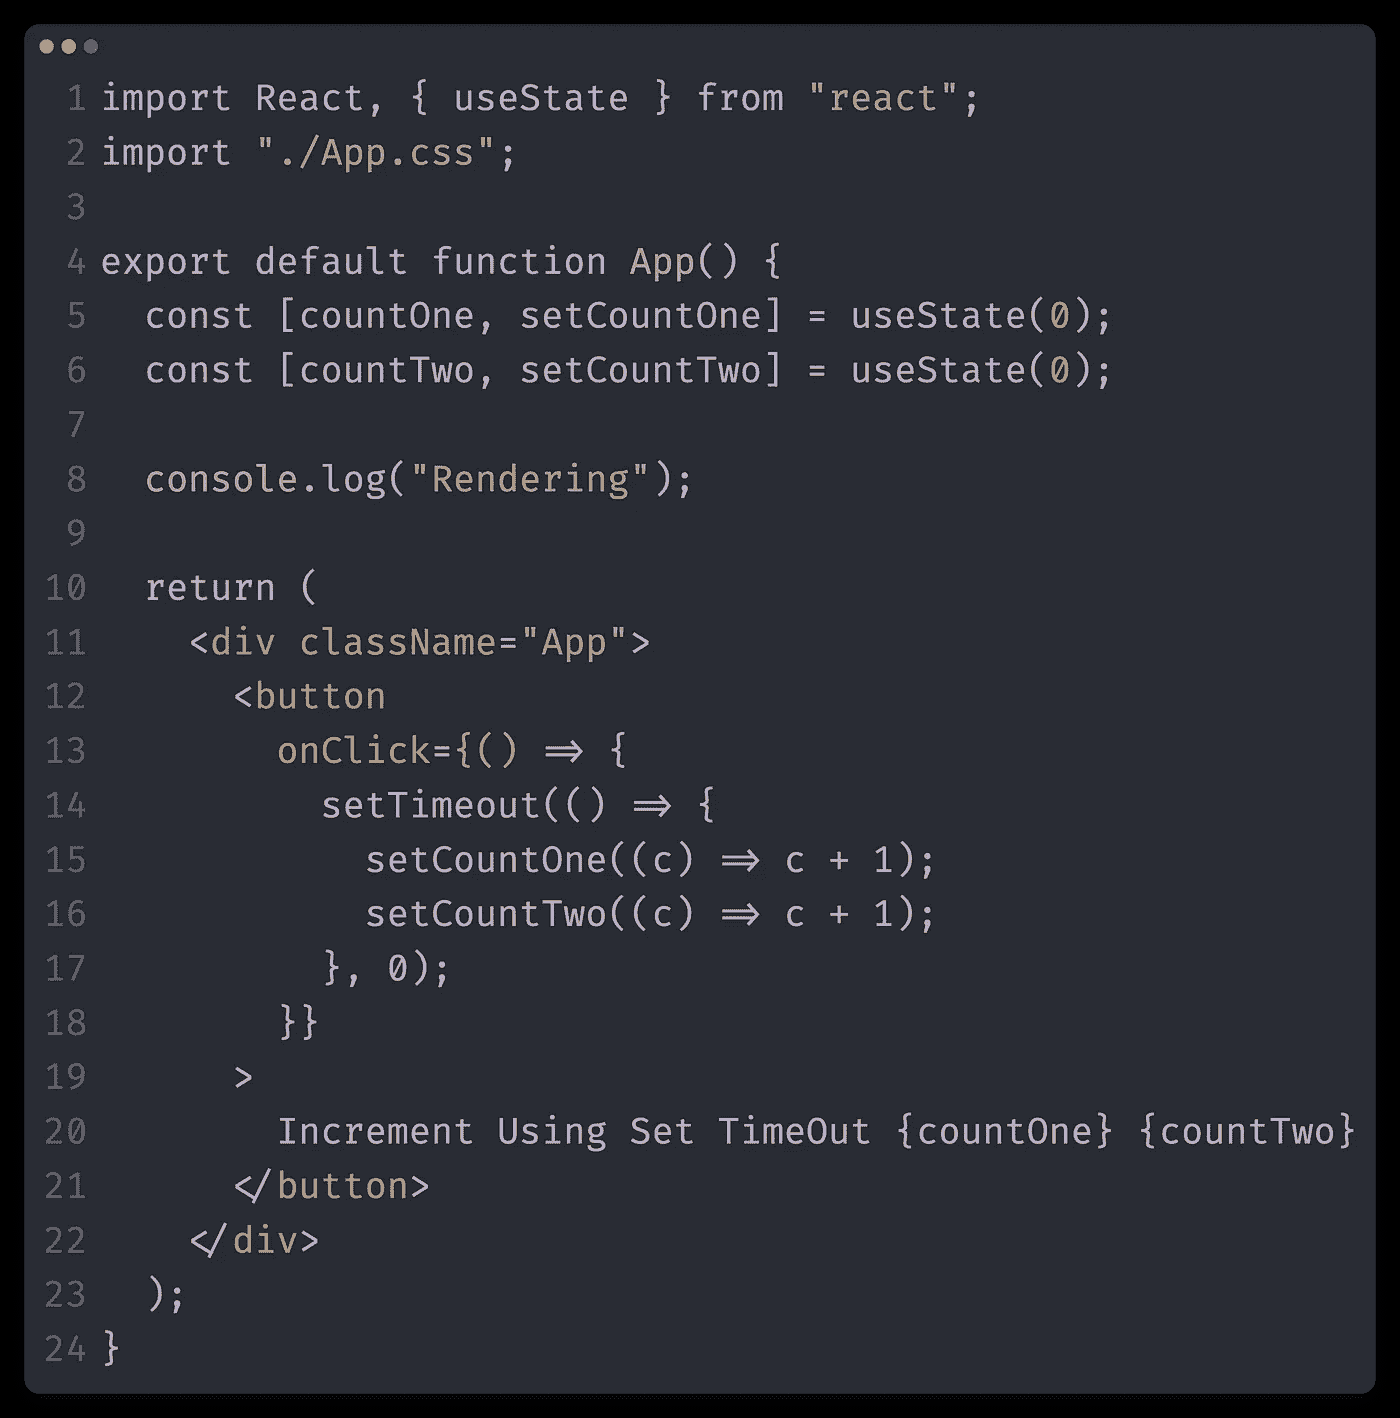 1 import React, { useState } from "react";
2 import "./App.css";
3
4 export default function App() {
5   const [countOne, setCountOne] = useState(0);
6   const [countTwo, setCountTwo] = useState(0);
7
8   console.log("Rendering");
9
10   return (
11     <div className="App">
12       <button
13         onClick={() => {
14           setTimeout(() => {
15             setCountOne((c) => c + 1);
16             setCountTwo((c) => c + 1);
17           }, 0);
18         }}
19       >
20         Increment Using Set TimeOut {countOne} {countTwo}
21       </button>
22     </div>
23   );
24 }